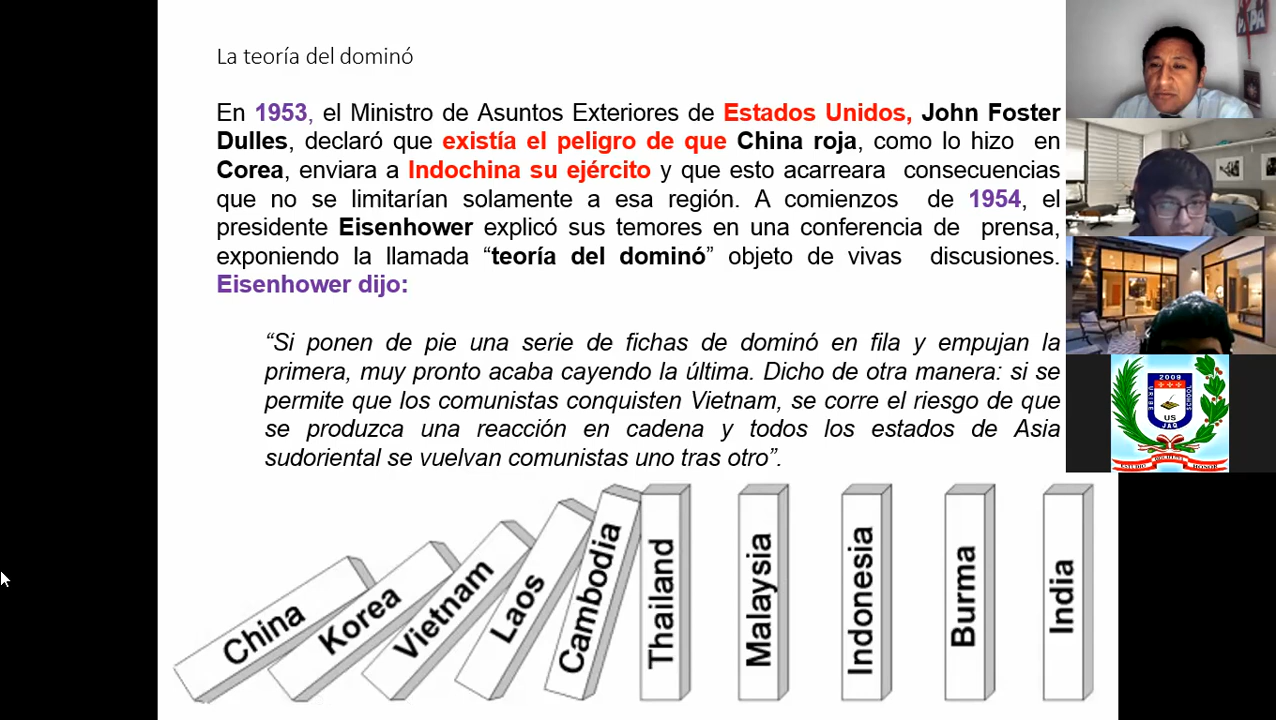 La teoría del dominó
En 1953, el Ministro de Asuntos Exteriores de Estados Unidos, John Foster
Dulles, declaró que existía el peligro de que China roja, como lo hizo en
Corea, enviara a Indochina su ejército y que esto acarreara consecuencias
que no se limitarían solamente a esa región. A comienzos de 1954, el
presidente Eisenhower explicó sus temores en una conferencia de prensa,
exponiendo la llamada “teoría del dominó” objeto de vivas discusiones.
Eisenhower dijo:
“Si ponen de pie una serie de fichas de dominó en fila y empujan la
primera, muy pronto acaba cayendo la última. Dicho de otra manera: si se
permite que los comunistas conquisten Vietnam, se corre el riesgo de que
se produzca una reacción en cadena y todos los estados de Asia
sudoriental se vuelvan comunistas uno tras otro”.
China
Korea
Vietnam
Laos
Cambodia
Thailand
Malaysia
Indonesia
Burma
India
2009
URIBE
SCHOOL
US
JAQ
ESTUDIO
HONOR